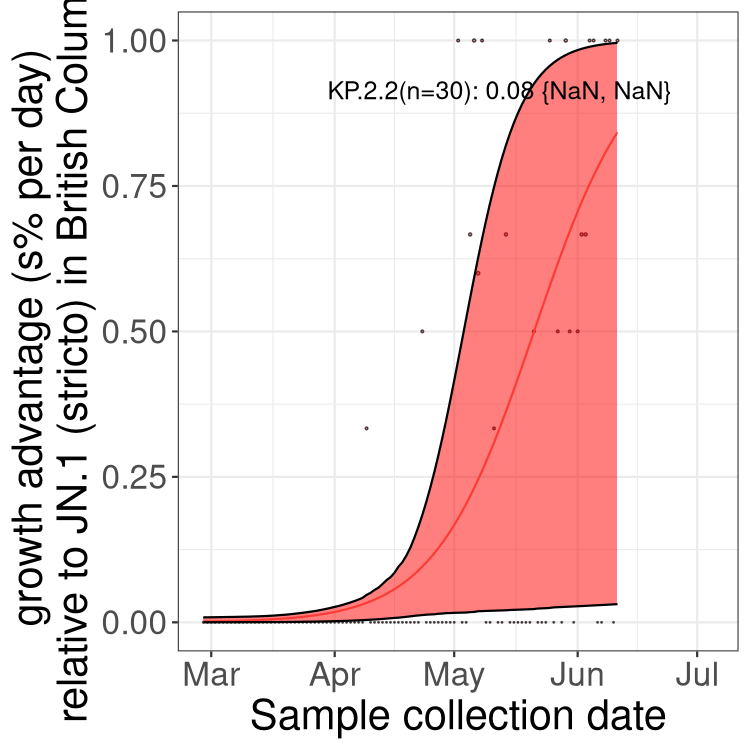 growth advantage (s% per day)
relative to JN.1 (stricto) in British Colum
1.00
0.75
0.50
0.25
0.00
KP.2.2(n=30): 0.08 {NaN, NaN}
Mar Apr May Jun Jul
Sample collection date